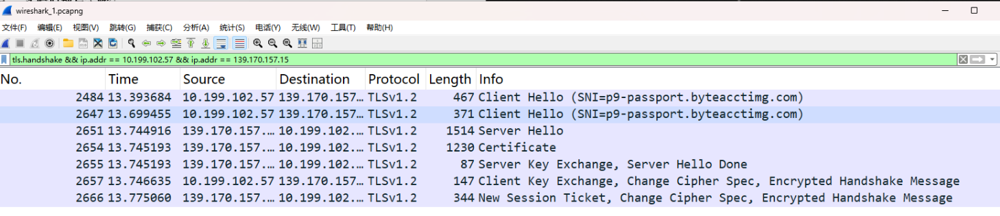 wireshark_1.pcapng
文件(F) 编辑(E) 视图(V) 跳转(G) 捕获(C) 分析(A) 统计(S) 电话(Y) 无线(W) 工具(T) 帮助(H)
tls.handshake && ip.addr == 10.199.102.57 && ip.addr == 139.170.157.15
No. Time Source Destination Protocol Length Info
2484 13.393684 10.199.102.57 139.170.157… TLSv1.2 467 Client Hello (SNI=p9-passport.byteacctimg.com)
2647 13.699455 10.199.102.57 139.170.157… TLSv1.2 371 Client Hello (SNI=p9-passport.byteacctimg.com)
2651 13.744916 139.170.157.… 10.199.102.… TLSv1.2 1514 Server Hello
2654 13.745193 139.170.157.… 10.199.102.… TLSv1.2 1230 Certificate
2655 13.745193 139.170.157.… 10.199.102.… TLSv1.2 87 Server Key Exchange, Server Hello Done
2657 13.746635 10.199.102.57 139.170.157… TLSv1.2 147 Client Key Exchange, Change Cipher Spec, Encrypted Handshake Message
2666 13.775060 139.170.157.… 10.199.102.… TLSv1.2 344 New Session Ticket, Change Cipher Spec, Encrypted Handshake Message